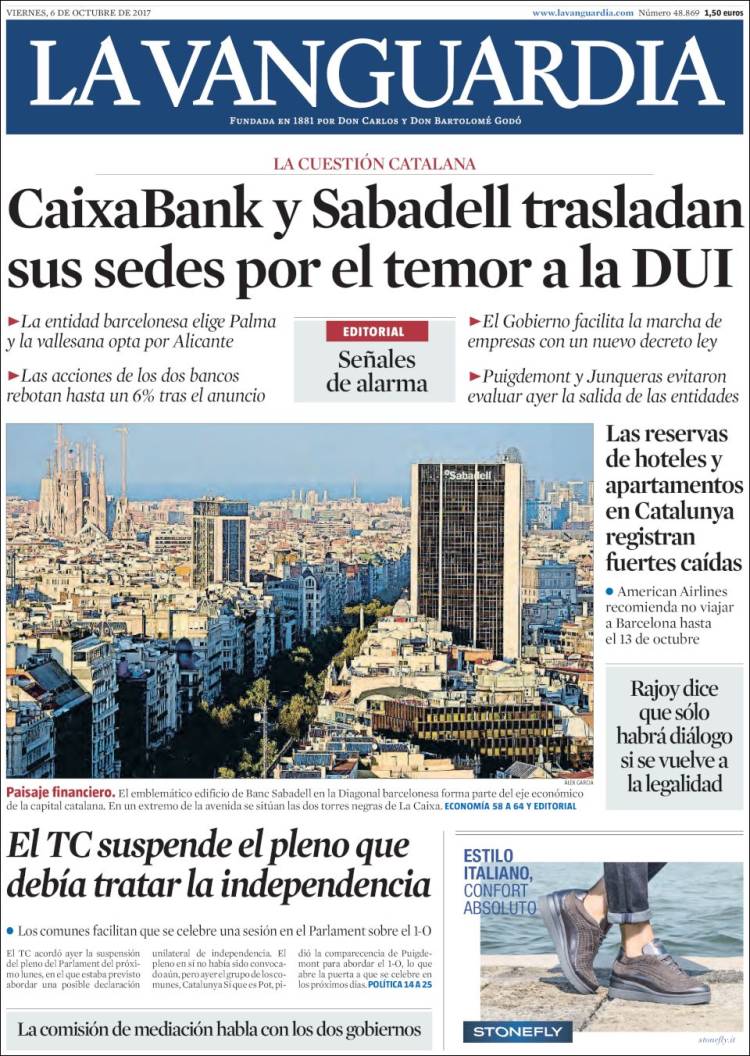 VIERNES, 6 DE OCTUBRE DE 2017
www.lavanguardia.com Número 48.869 1,50 euros
LA VANGUARDIA
FUNDADA EN 1881 POR DON CARLOS Y DON BARTOLOMÉ GODÓ
LA CUESTIÓN CATALANA
CaixaBank y Sabadell trasladan
sus sedes por el temor a la DUI
►La entidad barcelonesa elige Palma
y la vallesana opta por Alicante
►Las acciones de los dos bancos
rebotan hasta un 6% tras el anuncio
EDITORIAL
Señales
de alarma
►El Gobierno facilita la marcha de
empresas con un nuevo decreto ley
►Puigdemont y Junqueras evitaron
evaluar ayer la salida de las entidades
Sabadell
ÀLEX GARCIA
Paisaje financiero. El emblemático edificio de Banc Sabadell en la Diagonal barcelonesa forma parte del eje económico
de la capital catalana. En un extremo de la avenida se sitúan las dos torres negras de La Caixa. ECONOMÍA 58 A 64 Y EDITORIAL
Las reservas
de hoteles y
apartamentos
en Catalunya
registran
fuertes caídas
● American Airlines
recomienda no viajar
a Barcelona hasta
el 13 de octubre
Rajoy dice
que sólo
habrá diálogo
si se vuelve a
la legalidad
El TC suspende el pleno que
debía tratar la independencia
● Los comunes facilitan que se celebre una sesión en el Parlament sobre el 1-O
El TC acordó ayer la suspensión
del pleno del Parlament del próxi-
mo lunes, en el que estaba previsto
abordar una posible declaración
unilateral de independencia. El
pleno en sí no había sido convoca-
do aún, pero ayer el grupo de los co-
munes, Catalunya Sí que es Pot, pi-
dió la comparecencia de Puigde-
mont para abordar el 1-O, lo que
abre la puerta a que se celebre en
los próximos días. POLÍTICA 14 A 25
La comisión de mediación habla con los dos gobiernos
ESTILO
ITALIANO,
CONFORT
ABSOLUTO
STONEFLY
stonefly.it